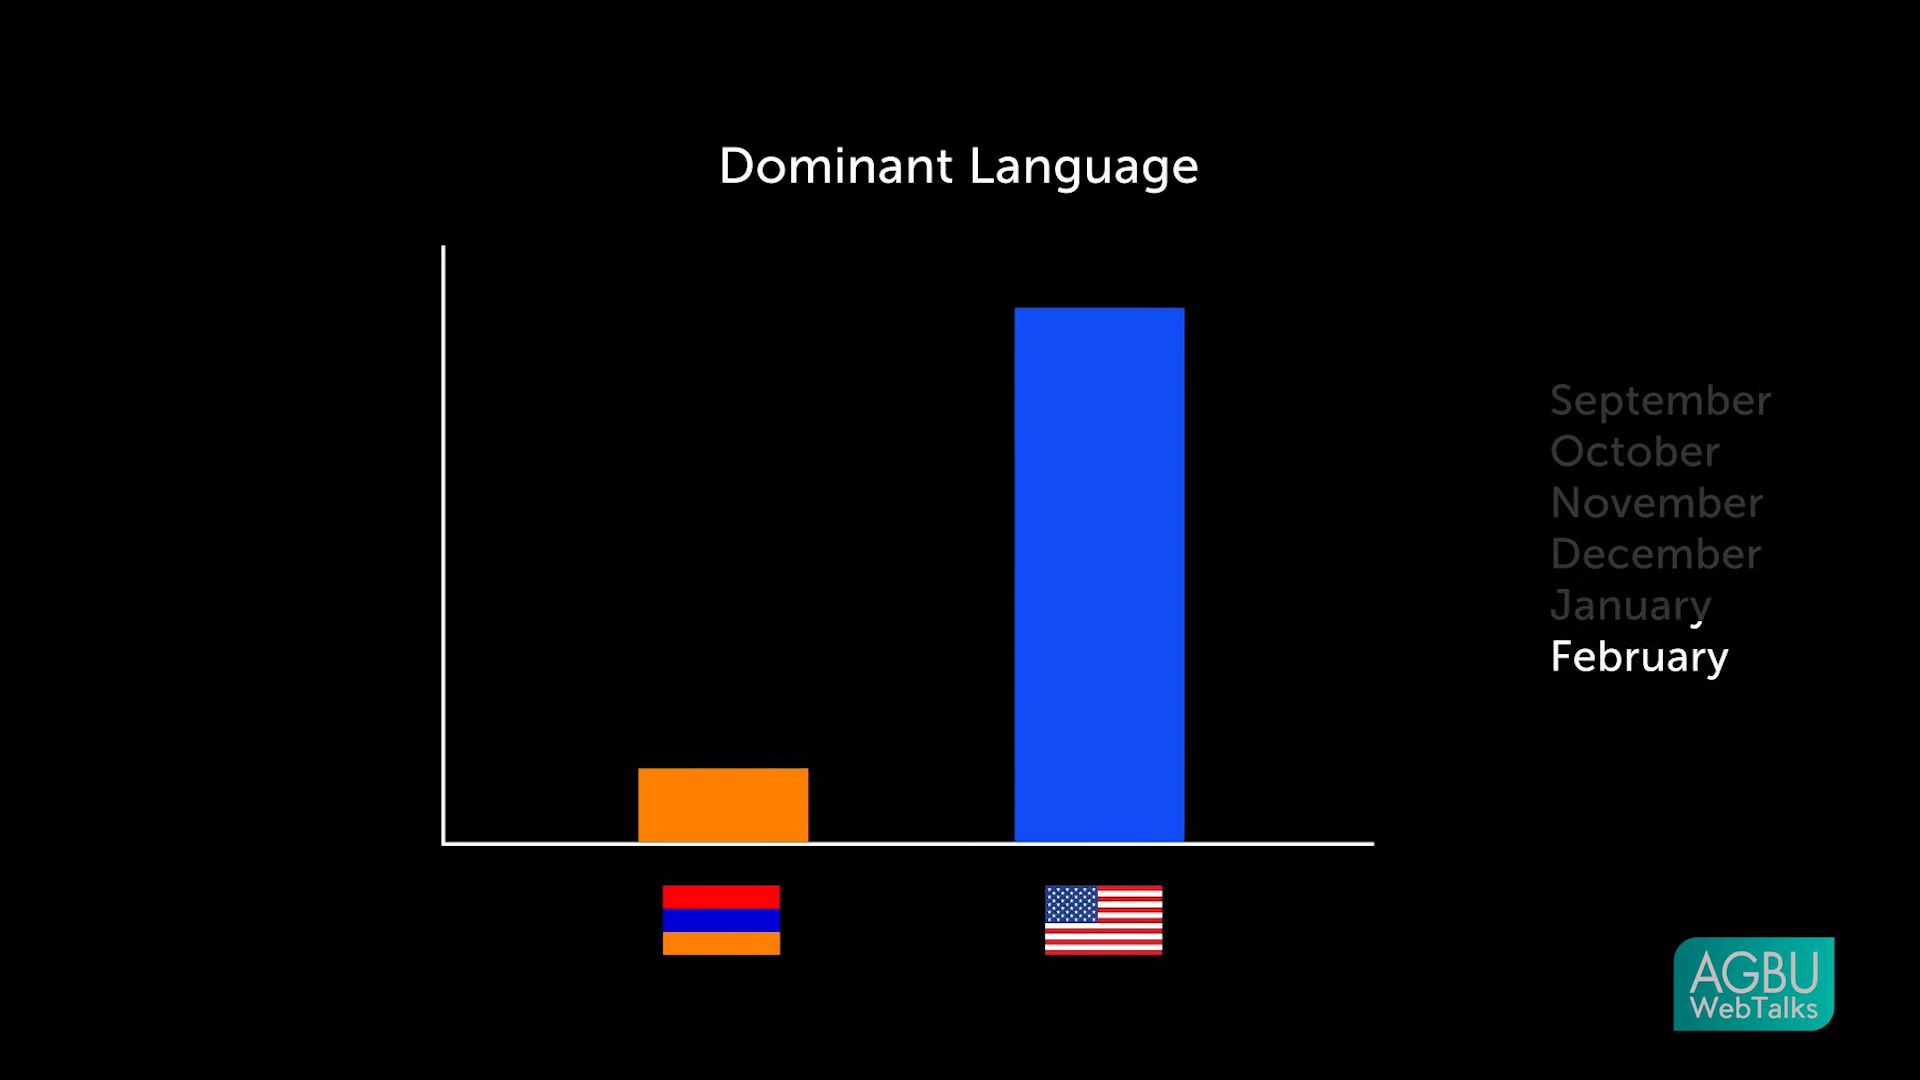 Dominant Language
September
October
November
December
January
February
AGBU
WebTalks